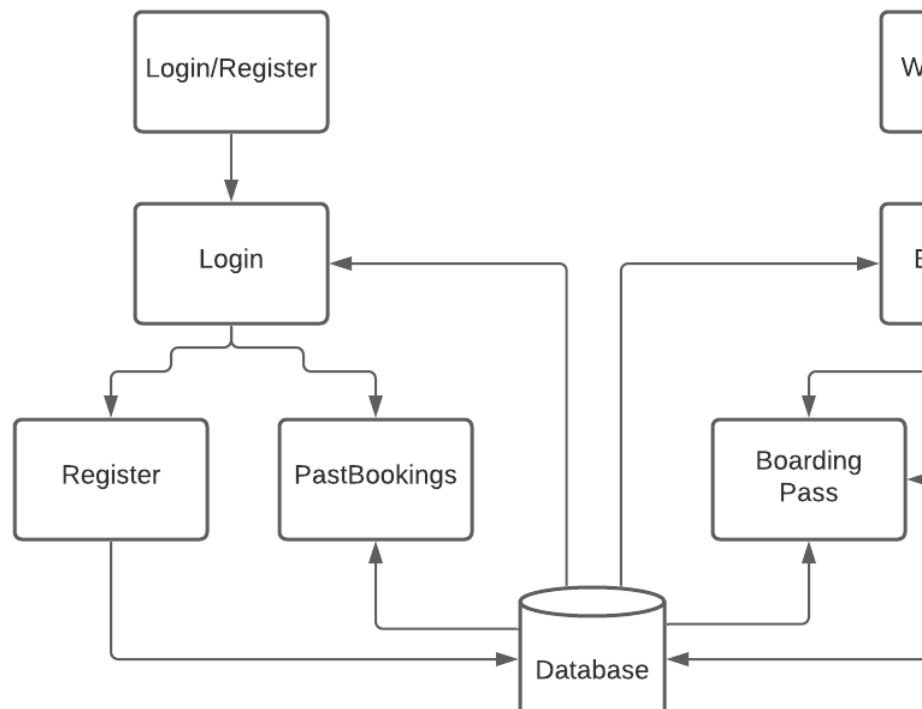 Login/Register
W
Login
E
Register
PastBookings
Boarding
Pass
Database